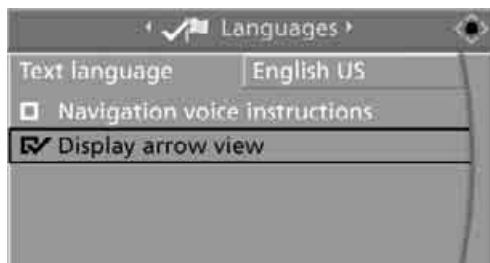 Languages
Text language English US
Navigation voice instructions
Display arrow view